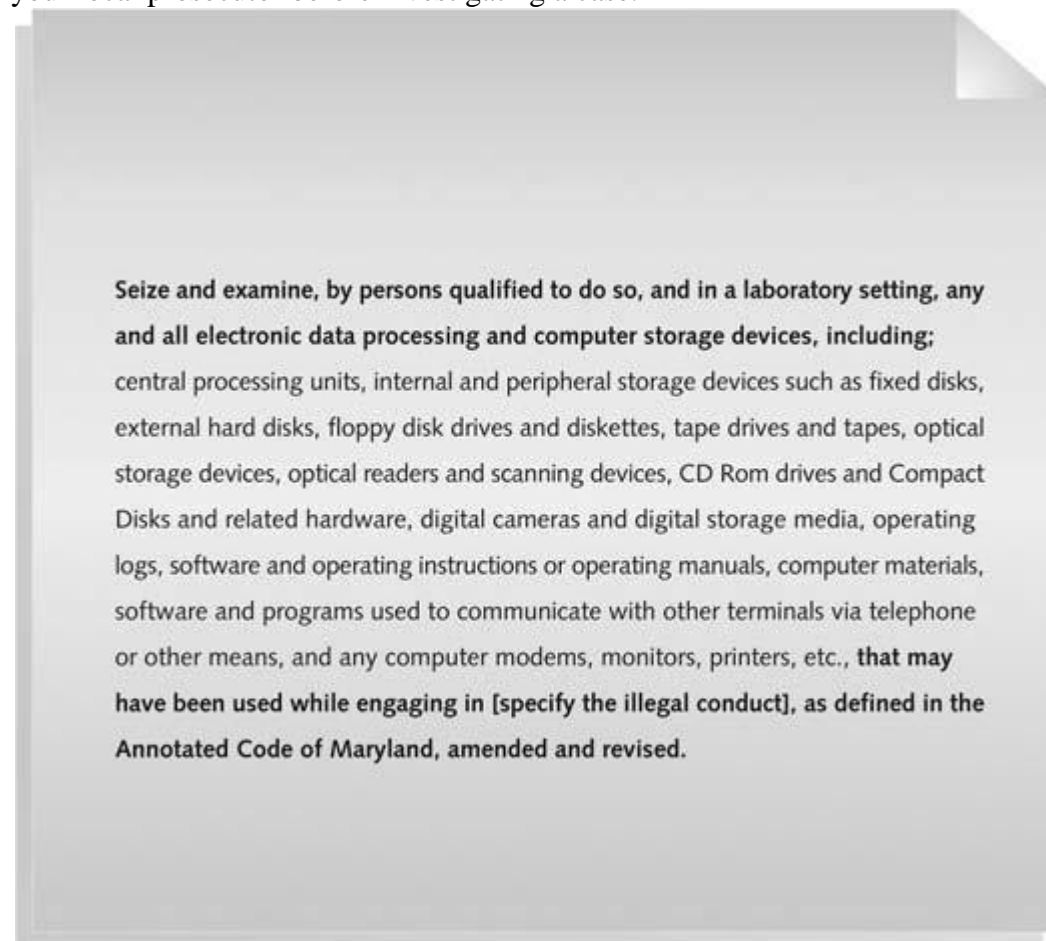 Seize and examine, by persons qualified to do so, and in a laboratory setting, any
and all electronic data processing and computer storage devices, including;
central processing units, internal and peripheral storage devices such as fixed disks,
external hard disks, floppy disk drives and diskettes, tape drives and tapes, optical
storage devices, optical readers and scanning devices, CD Rom drives and Compact
Disks and related hardware, digital cameras and digital storage media, operating
logs, software and operating instructions or operating manuals, computer materials,
software and programs used to communicate with other terminals via telephone
or other means, and any computer modems, monitors, printers, etc., that may
have been used while engaging in [specify the illegal conduct], as defined in the
Annotated Code of Maryland, amended and revised.